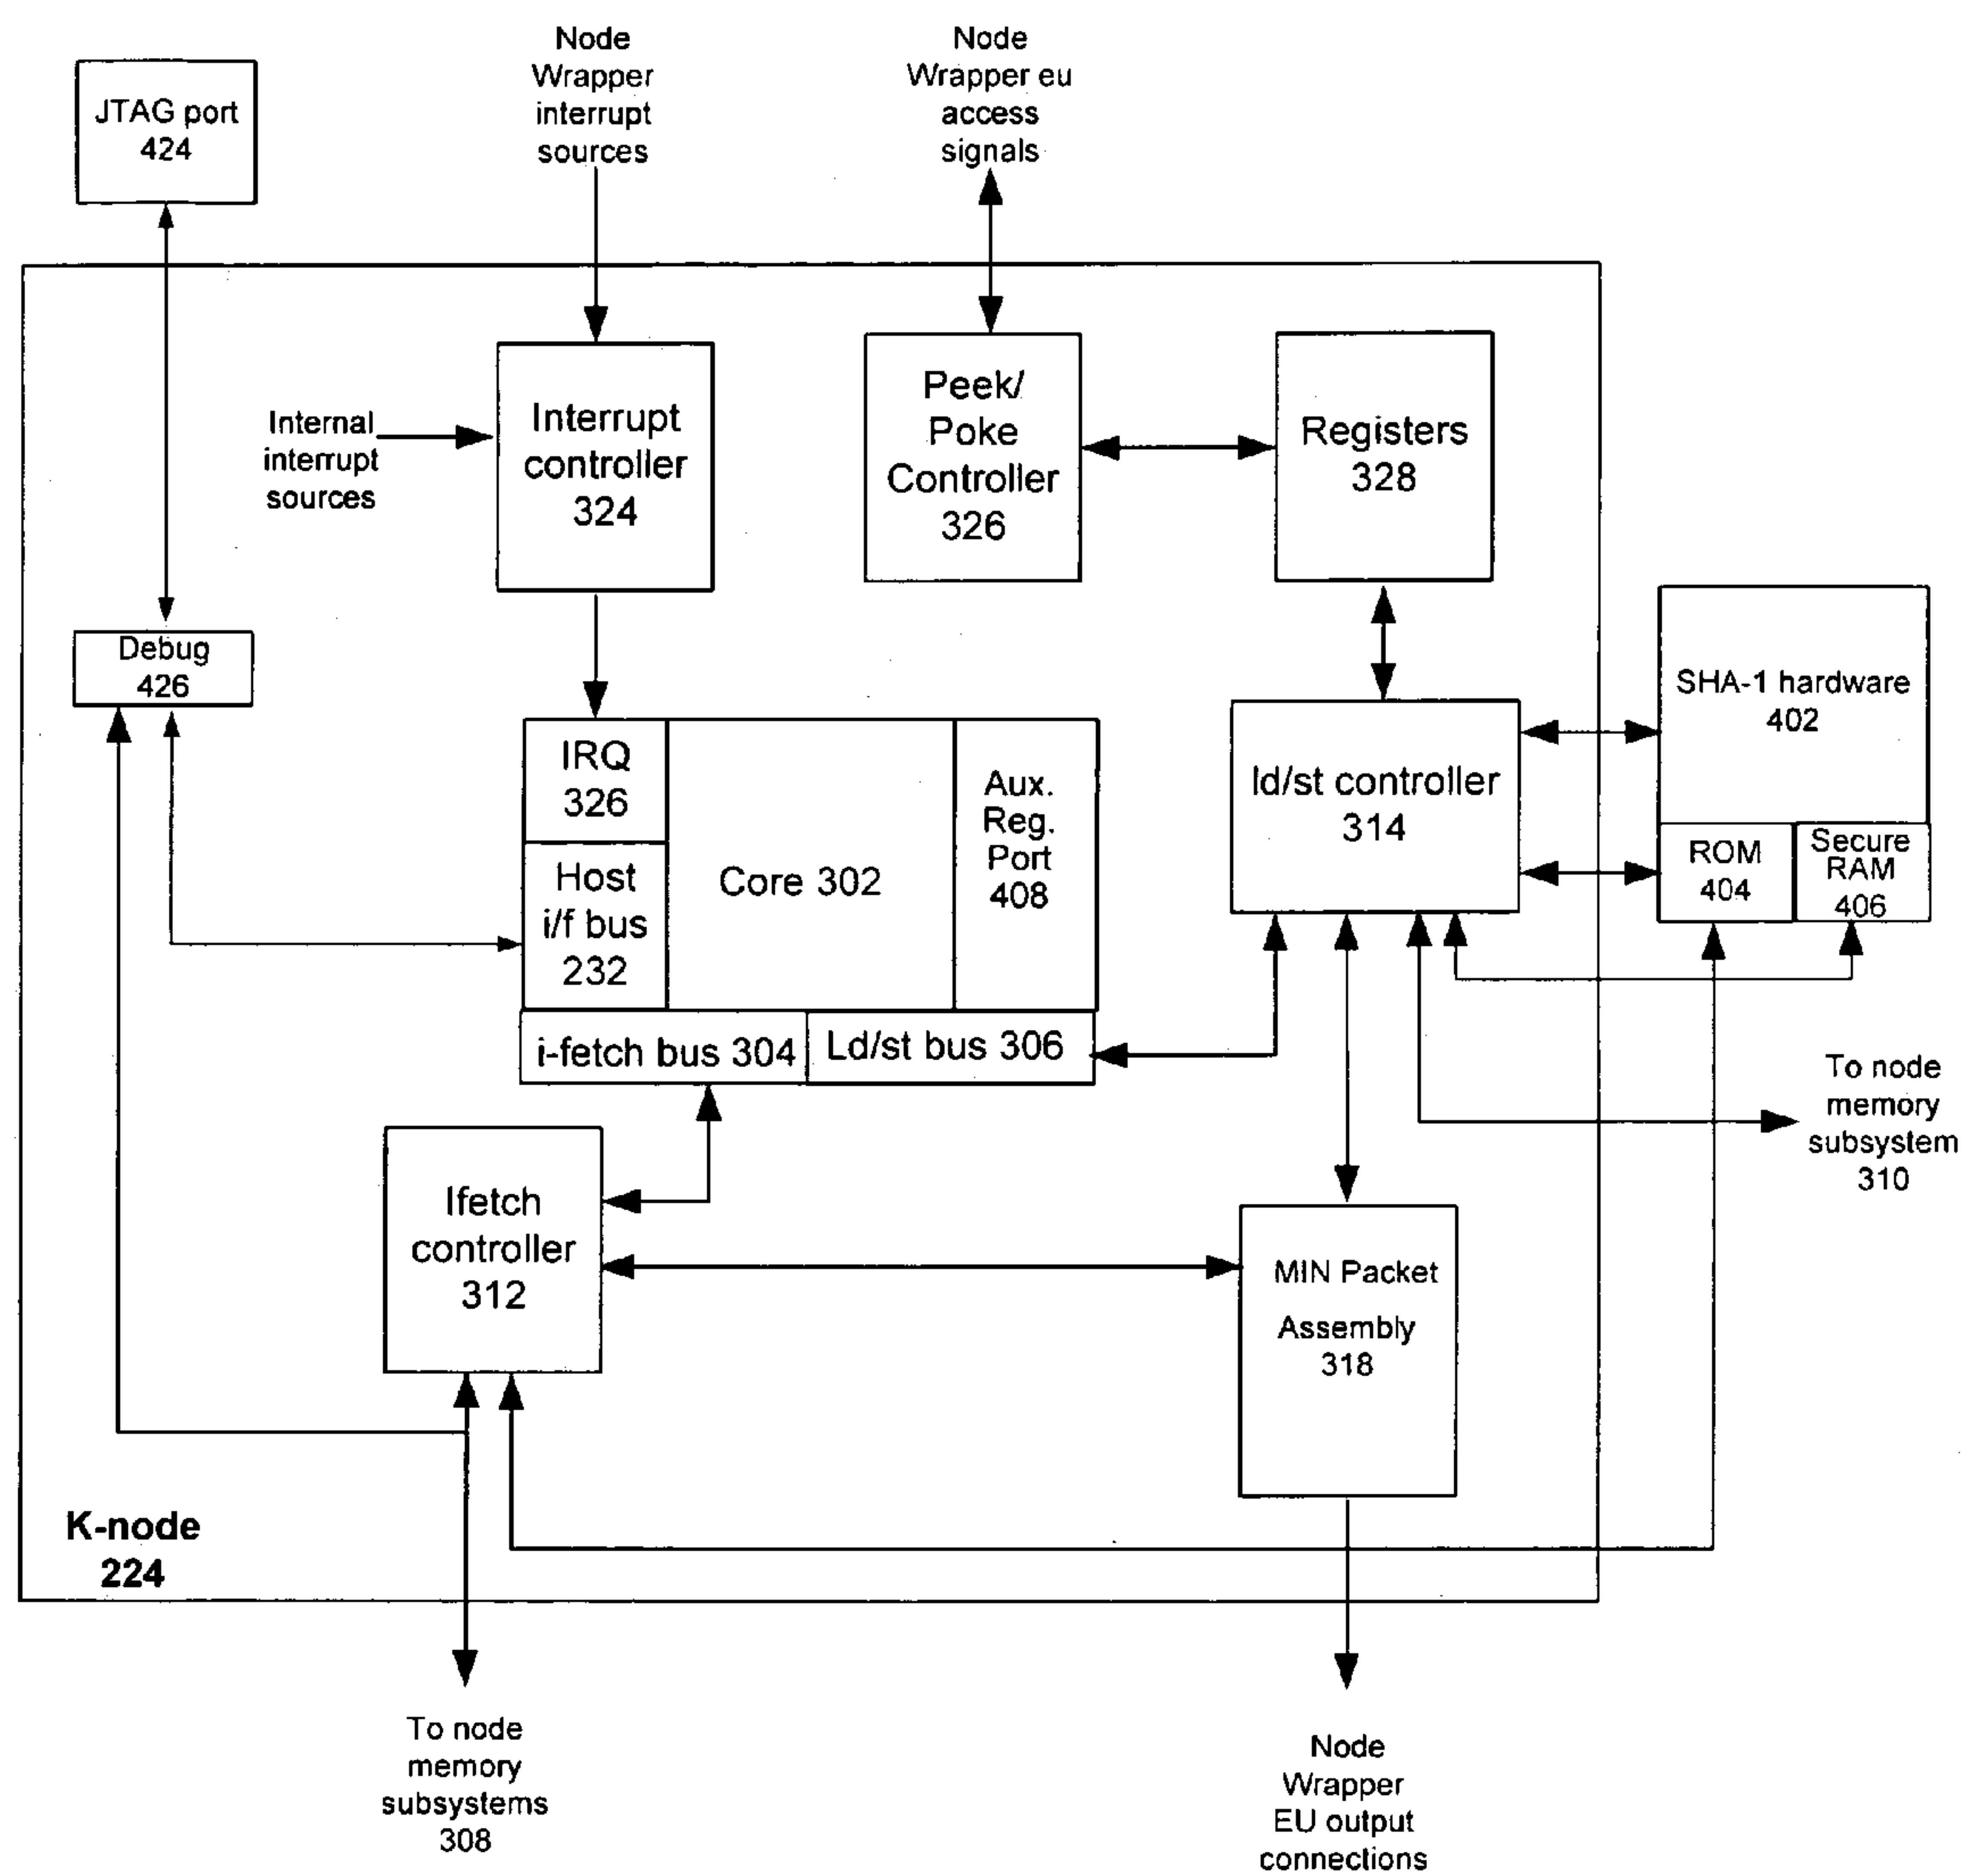 Node
Wrapper
interrupt
sources
Node
Wrapper eu
access
signals
JTAG port
424
Interrupt
controller
324
Internal
interrupt
sources
Peek/
Poke
Controller
326
Registers
328
Debug
426
SHA-1 hardware
402
ROM
404
Secure
RAM
406
IRQ
326
Host
i/f bus
232
Core 302
Aux.
Reg.
Port
408
ld/st controller
314
i-fetch bus 304
Ld/st bus 306
To node
memory
subsystem
310
Ifetch
controller
312
MIN Packet
Assembly
318
K-node
224
To node
memory
subsystems
308
Node
Wrapper
EU output
connections